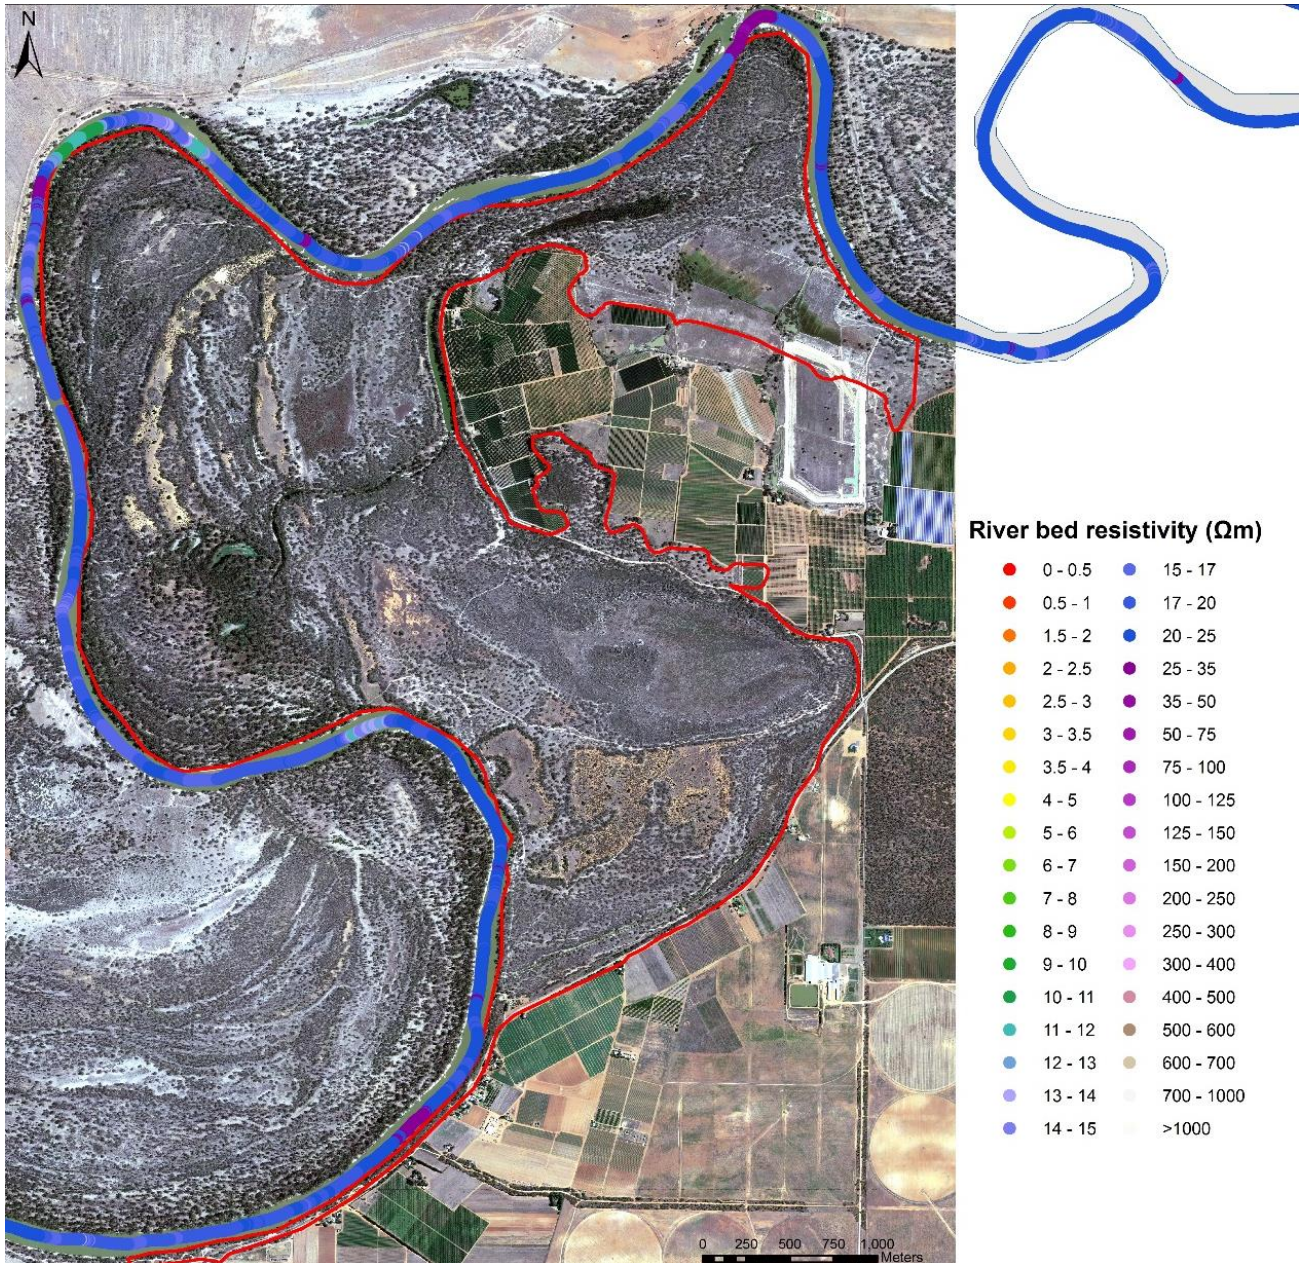 N
River bed resistivity (Ωm)
0 - 0.5
0.5 - 1
1.5 - 2
2 - 2.5
2.5 - 3
3 - 3.5
3.5 - 4
4 - 5
5 - 6
6 - 7
7 - 8
8 - 9
9 - 10
10 - 11
11 - 12
12 - 13
13 - 14
14 - 15
15 - 17
17 - 20
20 - 25
25 - 35
35 - 50
50 - 75
75 - 100
100 - 125
125 - 150
150 - 200
200 - 250
250 - 300
300 - 400
400 - 500
500 - 600
600 - 700
700 - 1000
>1000
0 250 500 750 1,000
Meters